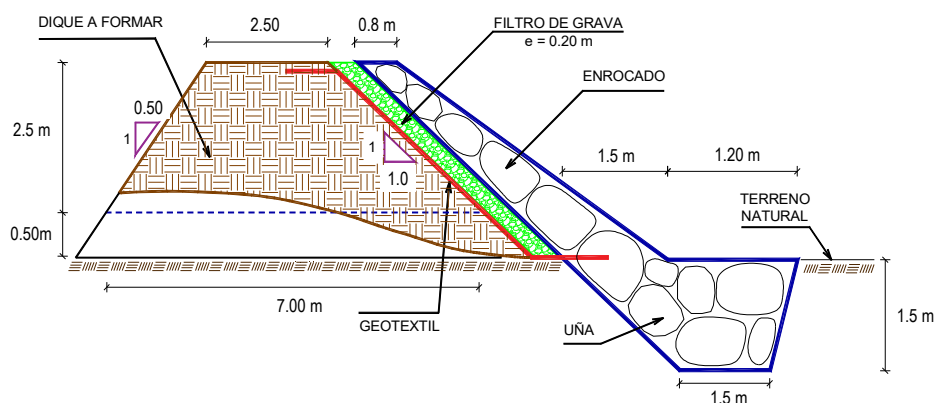 DIQUE A FORMAR
2.50
0.8 m
FILTRO DE GRAVA
e = 0.20 m
ENROCADO
2.5 m
0.50
1
1
1.0
1.5 m
1.20 m
TERRENO
NATURAL
0.50m
7.00 m
GEOTEXTIL
UÑA
1.5 m
1.5 m